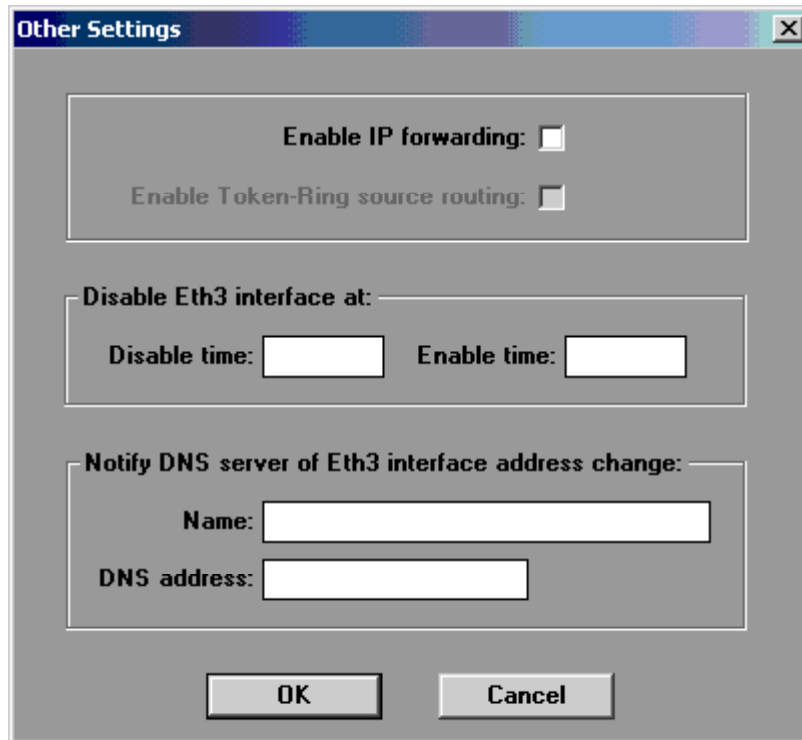 Other Settings
Enable IP forwarding:
Enable Token-Ring source routing:
Disable Eth3 interface at:
Disable time: Enable time:
Notify DNS server of Eth3 interface address change:
Name:
DNS address:
OK Cancel